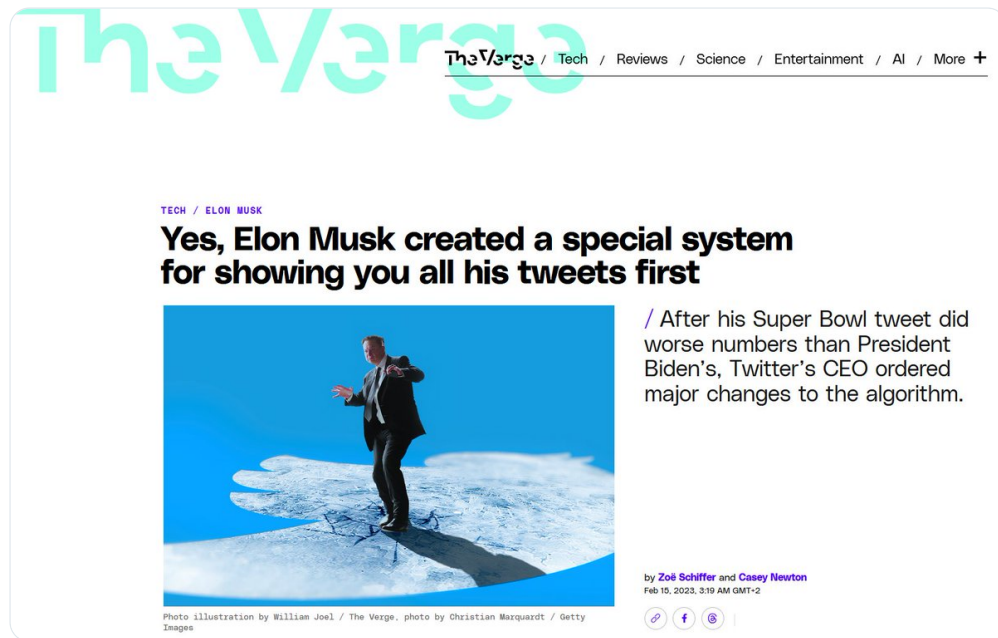 The Verge
The Verge / Tech / Reviews / Science / Entertainment / AI / More +
TECH / ELON MUSK
Yes, Elon Musk created a special system
for showing you all his tweets first
/ After his Super Bowl tweet did
worse numbers than President
Biden’s, Twitter’s CEO ordered
major changes to the algorithm.
by Zoë Schiffer and Casey Newton
Feb 15, 2023, 3:19 AM GMT+2
Photo illustration by William Joel / The Verge, photo by Christian Marquardt / Getty
Images